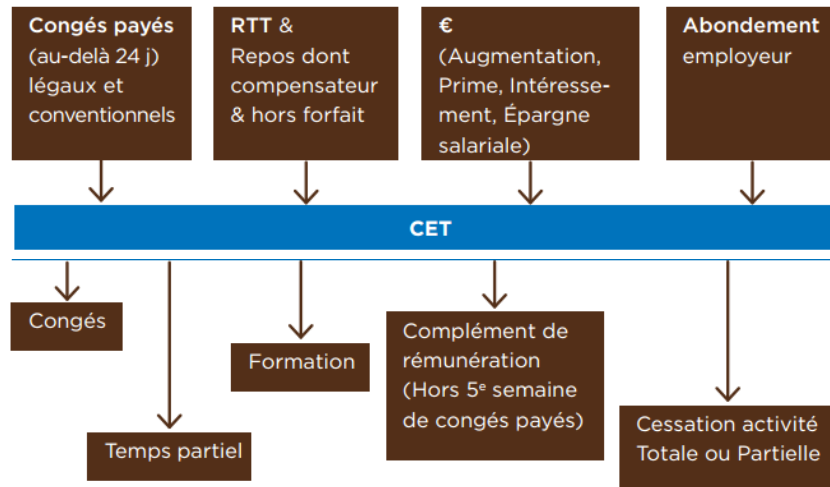 Congés payés
(au-delà 24 j)
légaux et
conventionnels
RTT &
Repos dont
compensateur
& hors forfait
€
(Augmentation,
Prime, Intéresse-
ment, Épargne
salariale)
Abondement
employeur
CET
Congés
Temps partiel
Formation
Complément de
rémunération
(Hors 5e semaine
de congés payés)
Cessation activité
Totale ou Partielle